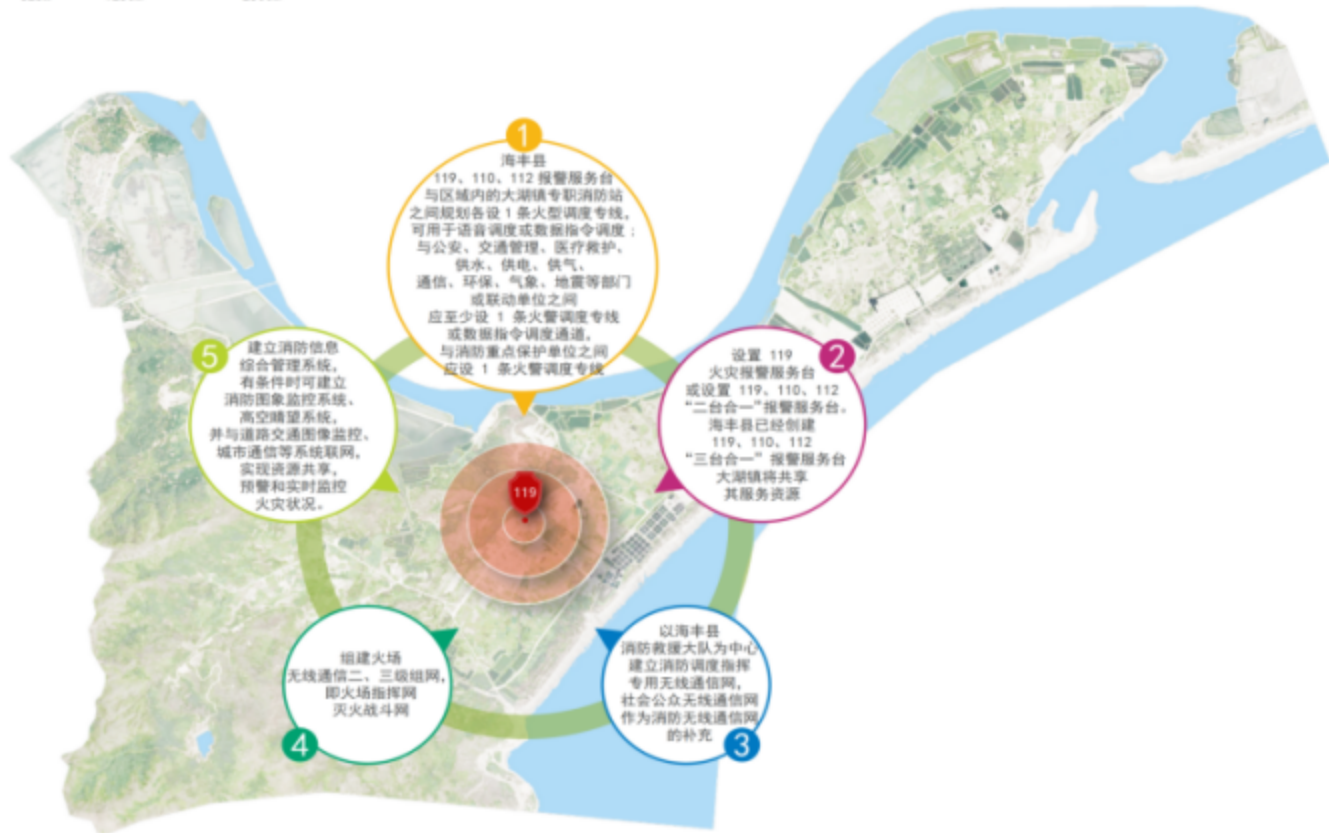 1
海丰县
119、110、112 报警服务台
与区域内的大湖镇专职消防站
之间规划各设 1 条火型调度专线，
可用于语音调度或数据指令调度；
与公安、交通管理、医疗救护、
供水、供电、供气、
通信、环保、气象、地震等部门
或联动单位之间
应至少设 1 条火警调度专线
或数据指令调度通道。
与消防重点保护单位之间
应设 1 条火警调度专线
2
设置 119
火灾报警服务台
或设置 119、110、112
“二台合一”报警服务台。
海丰县已经创建
119、110、112
“三台合一” 报警服务台
大湖镇将共享
其服务资源
3
以海丰县
消防救援大队为中心
建立消防调度指挥
专用无线通信网，
社会公众无线通信网
作为消防无线通信网
的补充
4
组建火场
无线通信二、三级组网，
即火场指挥网
灭火战斗网
5
建立消防信息
综合管理系统。
有条件时可建立
消防图象监控系统、
高空睛望系统，
并与道路交通图像监控、
城市通信等系统联网，
实现资源共享。
预警和实时监控
火灾状况。
119